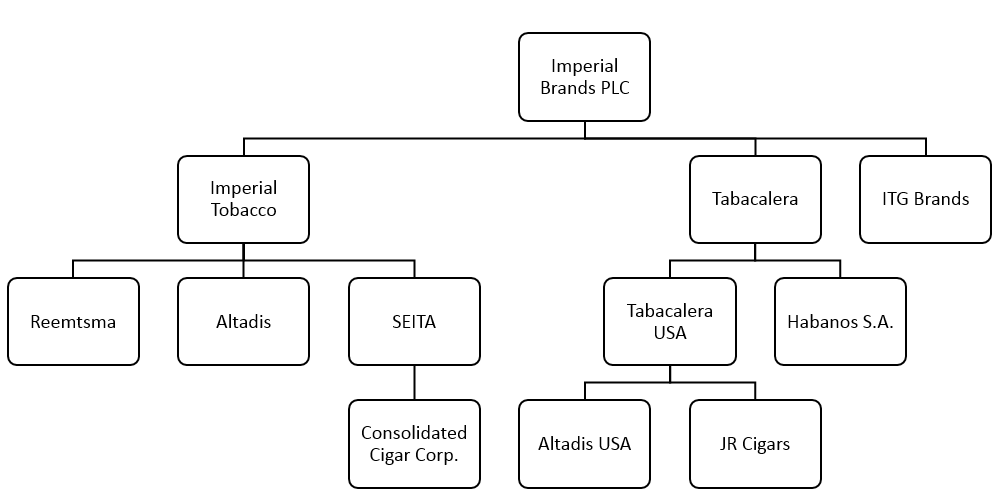 Imperial
Brands PLC
Imperial
Tobacco
Tabacalera
ITG Brands
Reemtsma
Altadis
SEITA
Tabacalera
USA
Habanos S.A.
Consolidated
Cigar Corp.
Altadis USA
JR Cigars